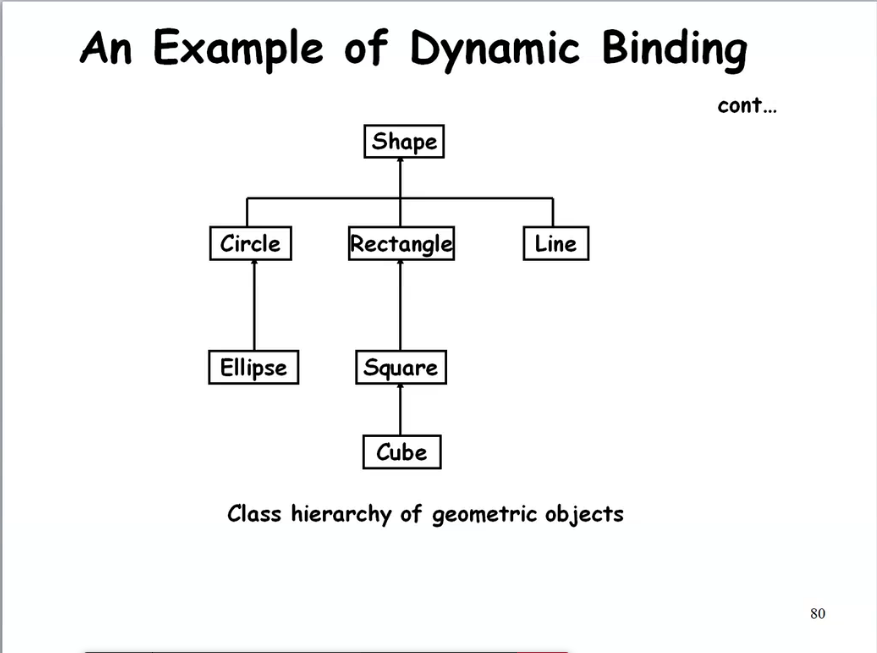 An Example of Dynamic Binding
cont...
Shape
Circle Rectangle Line
Ellipse Square
Cube
Class hierarchy of geometric objects
80